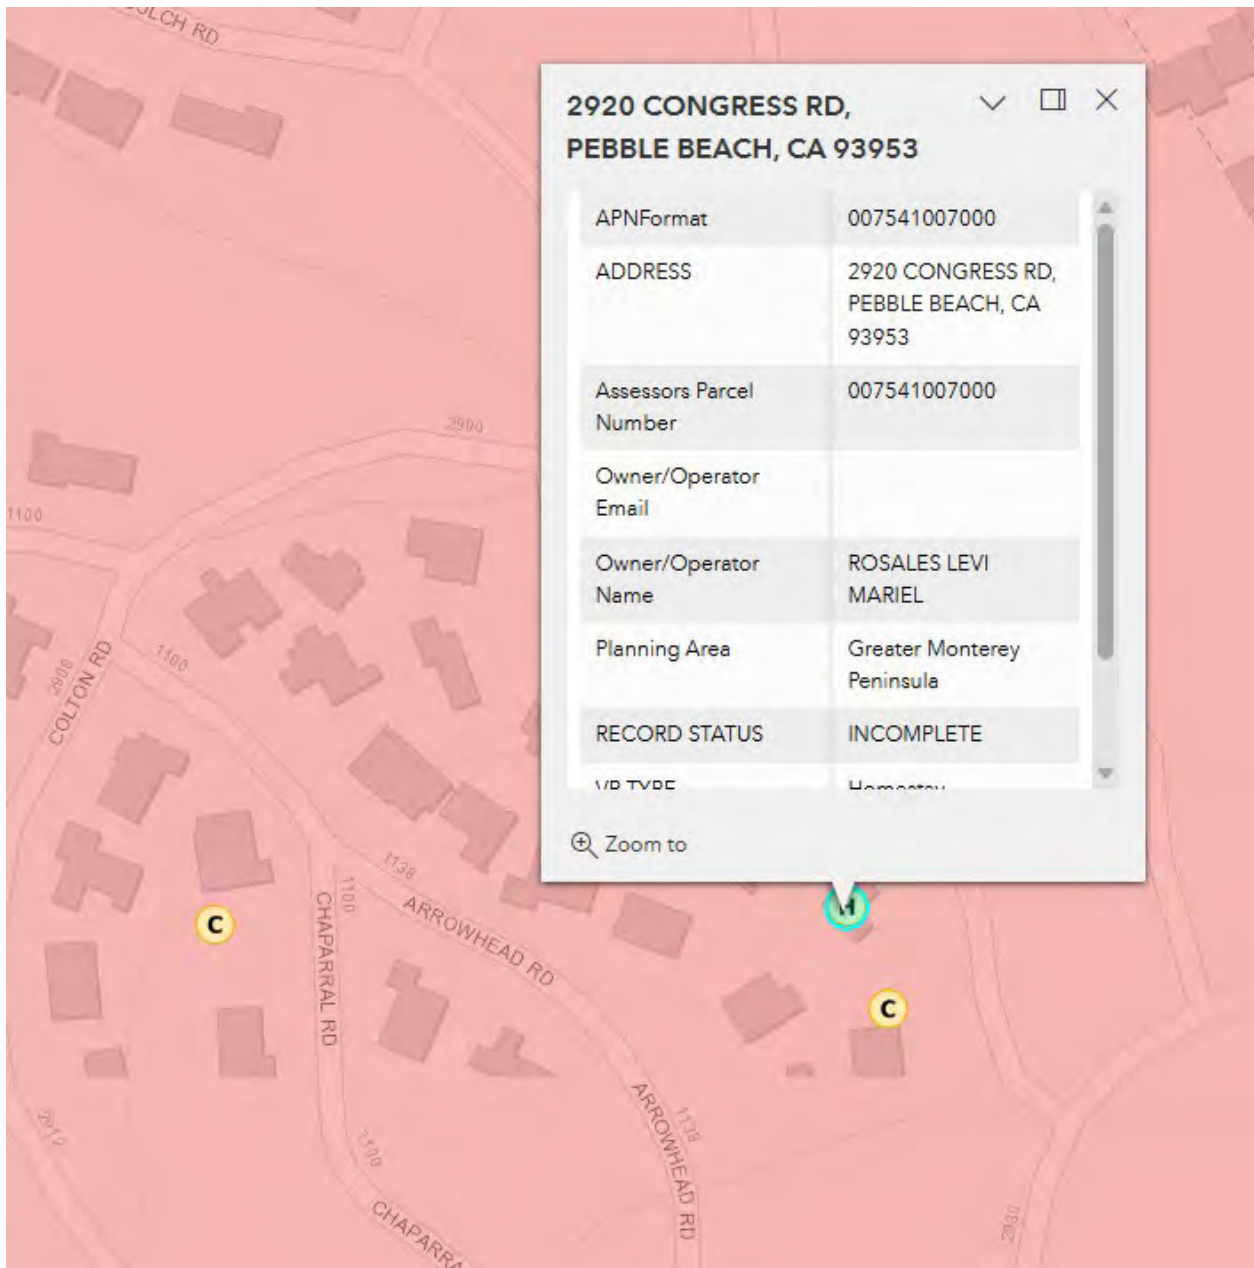 2920 CONGRESS RD,
PEBBLE BEACH, CA 93953
APNFormat 007541007000
ADDRESS 2920 CONGRESS RD,
PEBBLE BEACH, CA
93953
Assessors Parcel 007541007000
Number
Owner/Operator
Email
Owner/Operator ROSALES LEVI
Name MARIEL
Planning Area Greater Monterey
Peninsula
RECORD STATUS INCOMPLETE
VR TYPE Homestay
Zoom to
RD
2900
1100
1100
2908
COLTON RD
1138
1100
ARROWHEAD RD
CHAPARRAL RD
H
C
C
ARROWHEAD RD
1138
1100
2912
2930